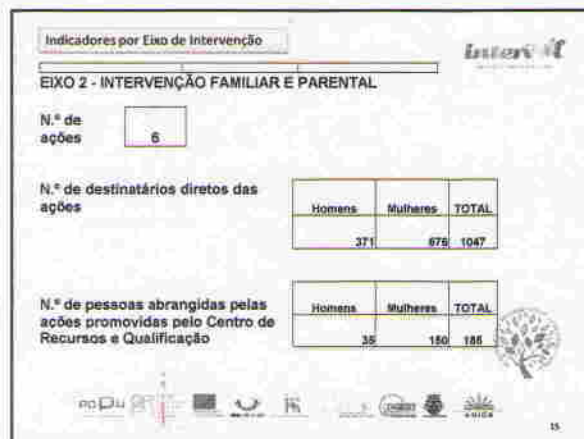 Indicadores por Eixo de Intervenção
EIXO 2 - INTERVENÇÃO FAMILIAR E PARENTAL
N.º de
ações
6
N.º de destinatários diretos das
ações
Homens Mulheres TOTAL
371 676 1047
N.º de pessoas abrangidas pelas
ações promovidas pelo Centro de
Recursos e Qualificação
Homens Mulheres TOTAL
35 150 185
15